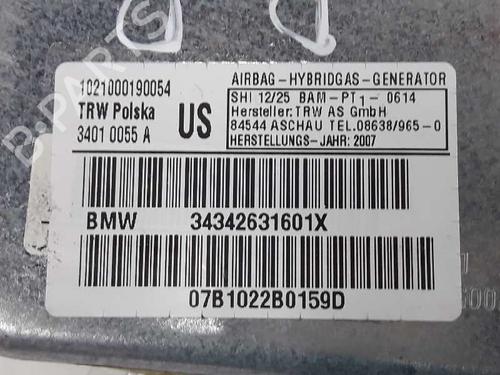 1021000190054
TRW Polska
3401 0055 A
US
AIRBAG-HYBRIDGAS-GENERATOR
SHI 12/25 BAM-PT1-0614
Hersteller: TRW AS GmbH
84544 ASCHAU TEL.08638/965-0
HERSTELLUNGS-JAHR: 2007
BMW 34342631601X
07B1022B0159D